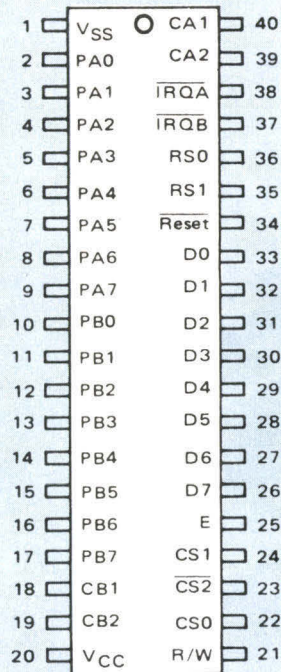 1 VSS CA1 40
2 PA0 CA2 39
3 PA1 IRQA 38
4 PA2 IRQB 37
5 PA3 RS0 36
6 PA4 RS1 35
7 PA5 Reset 34
8 PA6 D0 33
9 PA7 D1 32
10 PB0 D2 31
11 PB1 D3 30
12 PB2 D4 29
13 PB3 D5 28
14 PB4 D6 27
15 PB5 D7 26
16 PB6 E 25
17 PB7 CS1 24
18 CB1 CS2 23
19 CB2 CS0 22
20 VCC R/W 21